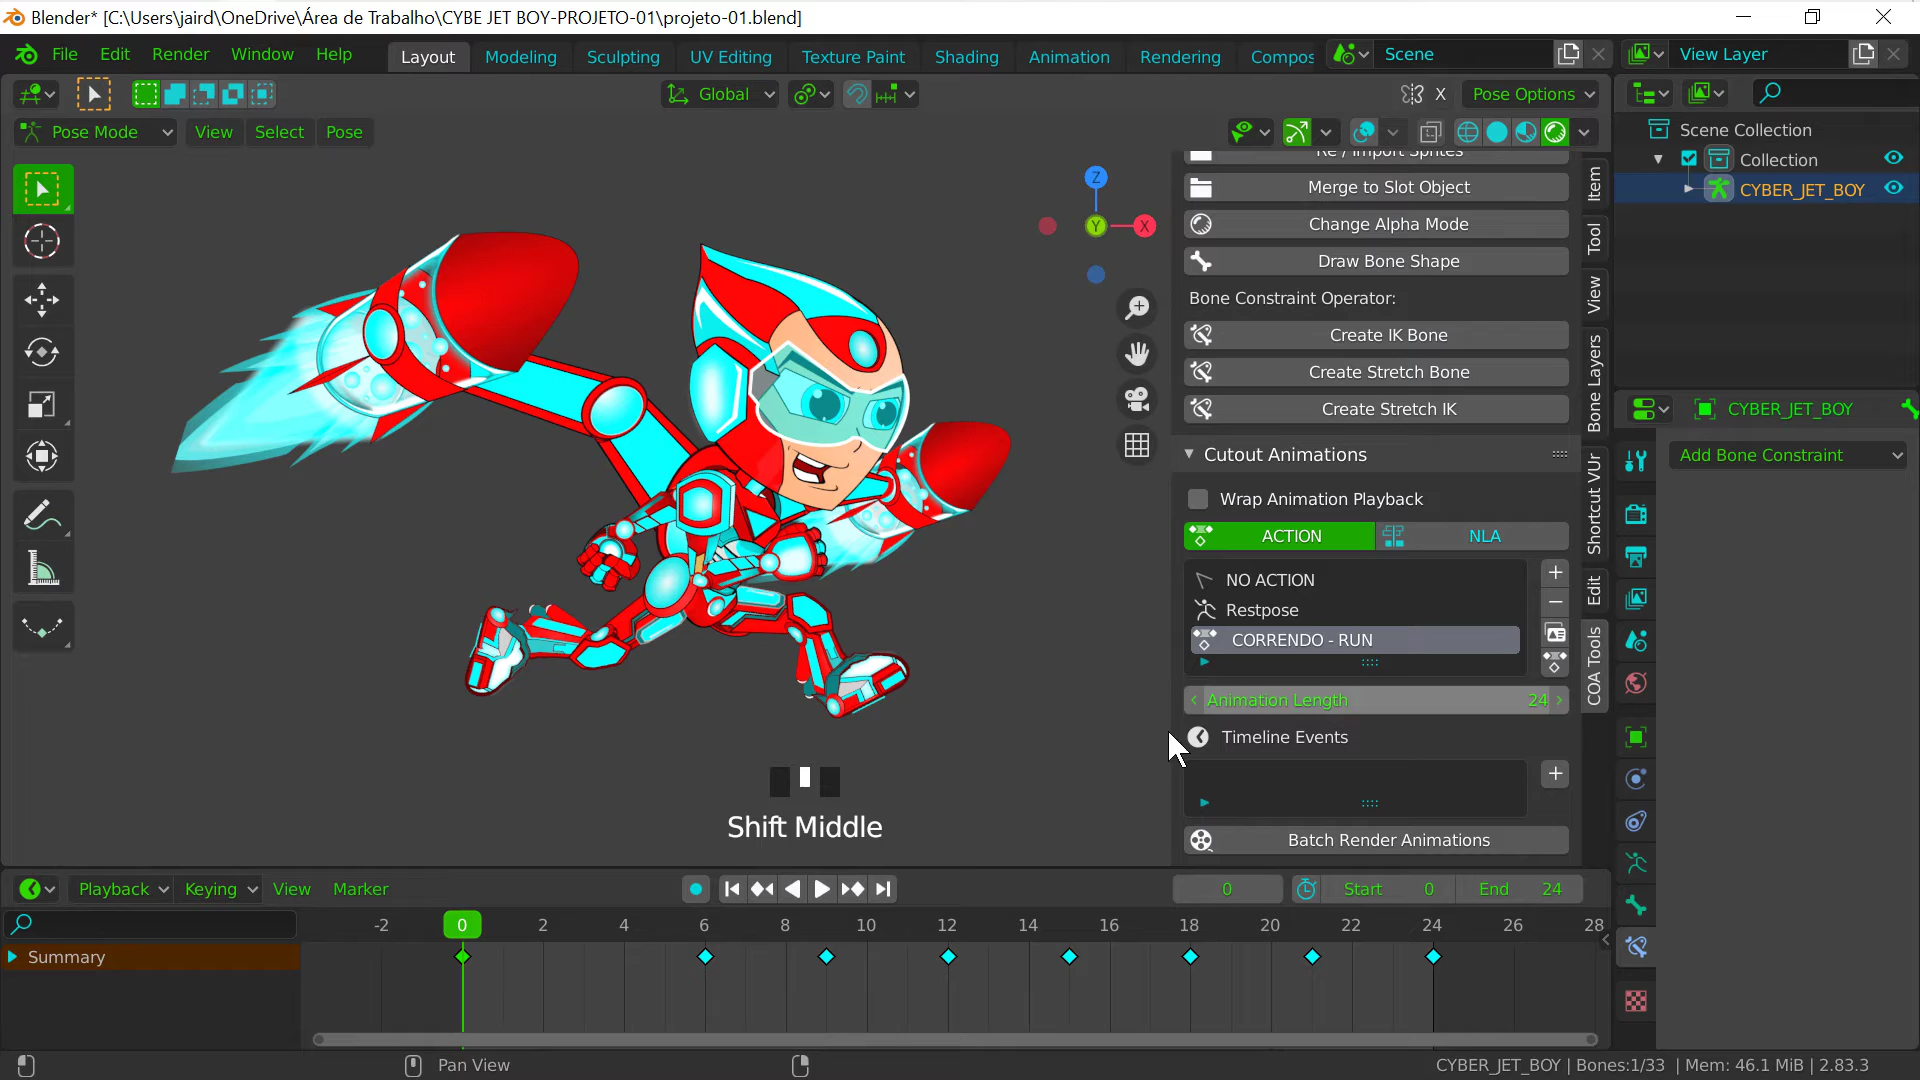 Blender* [C:\Users\jaird\OneDrive\Área de Trabalho\CYBE JET BOY-PROJETO-01\projeto-01.blend]
File Edit Render Window Help Layout Modeling Sculpting UV Editing Texture Paint Shading Animation Rendering Compos Scene View Layer
Global X Pose Options
Pose Mode View Select Pose
Scene Collection
Collection
CYBER_JET_BOY
Re / Import Sprites
Merge to Slot Object
Change Alpha Mode
Draw Bone Shape
Bone Constraint Operator:
Create IK Bone
Create Stretch Bone
Create Stretch IK
Cutout Animations
Wrap Animation Playback
ACTION NLA
NO ACTION
Restpose
CORRENDO - RUN
Animation Length 24
Timeline Events
Batch Render Animations
Z
Y X
Item
Tool
View
Bone Layers
Shortcut VUr
Edit
COA Tools
CYBER_JET_BOY
Add Bone Constraint
Shift Middle
Playback Keying View Marker 0 Start 0 End 24
-2 0 2 4 6 8 10 12 14 16 18 20 22 24 26 28
Summary
Pan View CYBER_JET_BOY | Bones:1/33 | Mem: 46.1 MiB | 2.83.3